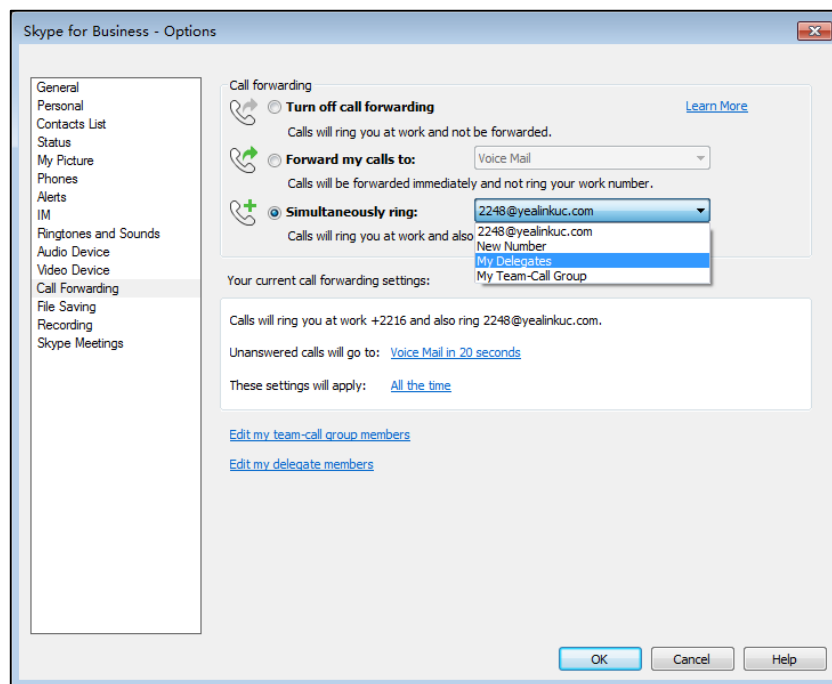 Skype for Business - Options
General
Personal
Contacts List
Status
My Picture
Phones
Alerts
IM
Ringtones and Sounds
Audio Device
Video Device
Call Forwarding
File Saving
Recording
Skype Meetings
Call forwarding
Turn off call forwarding
Learn More
Calls will ring you at work and not be forwarded.
Forward my calls to:
Voice Mail
Calls will be forwarded immediately and not ring your work number.
Simultaneously ring:
2248@yealinkuc.com
Calls will ring you at work and also
2248@yealinkuc.com
New Number
My Delegates
My Team-Call Group
Your current call forwarding settings:
Calls will ring you at work +2216 and also ring 2248@yealinkuc.com.
Unanswered calls will go to: Voice Mail in 20 seconds
These settings will apply: All the time
Edit my team-call group members
Edit my delegate members
OK Cancel Help